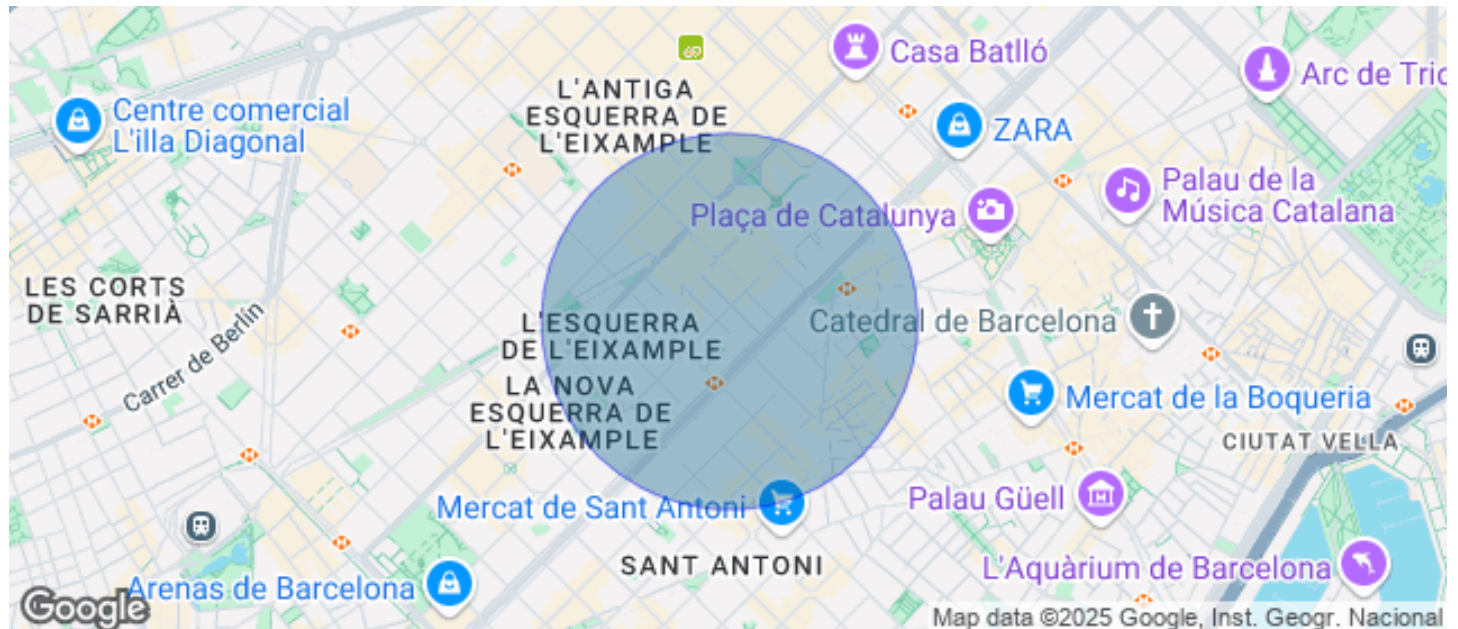 Casa Batlló
Arc de Tric
L'ANTIGA
ESQUERRA DE
L'EIXAMPLE
Centre comercial
L'illa Diagonal
ZARA
Palau de la
Música Catalana
Plaça de Catalunya
LES CORTS
DE SARRIÀ
Carrer de Berlín
L'ESQUERRA
DE L'EIXAMPLE
Catedral de Barcelona
LA NOVA
ESQUERRA DE
L'EIXAMPLE
Mercat de la Boqueria
CIUTAT VELLA
Mercat de Sant Antoni
Palau Güell
SANT ANTONI
L'Aquàrium de Barcelona
Arenas de Barcelona
Google
Map data ©2025 Google, Inst. Geogr. Nacional